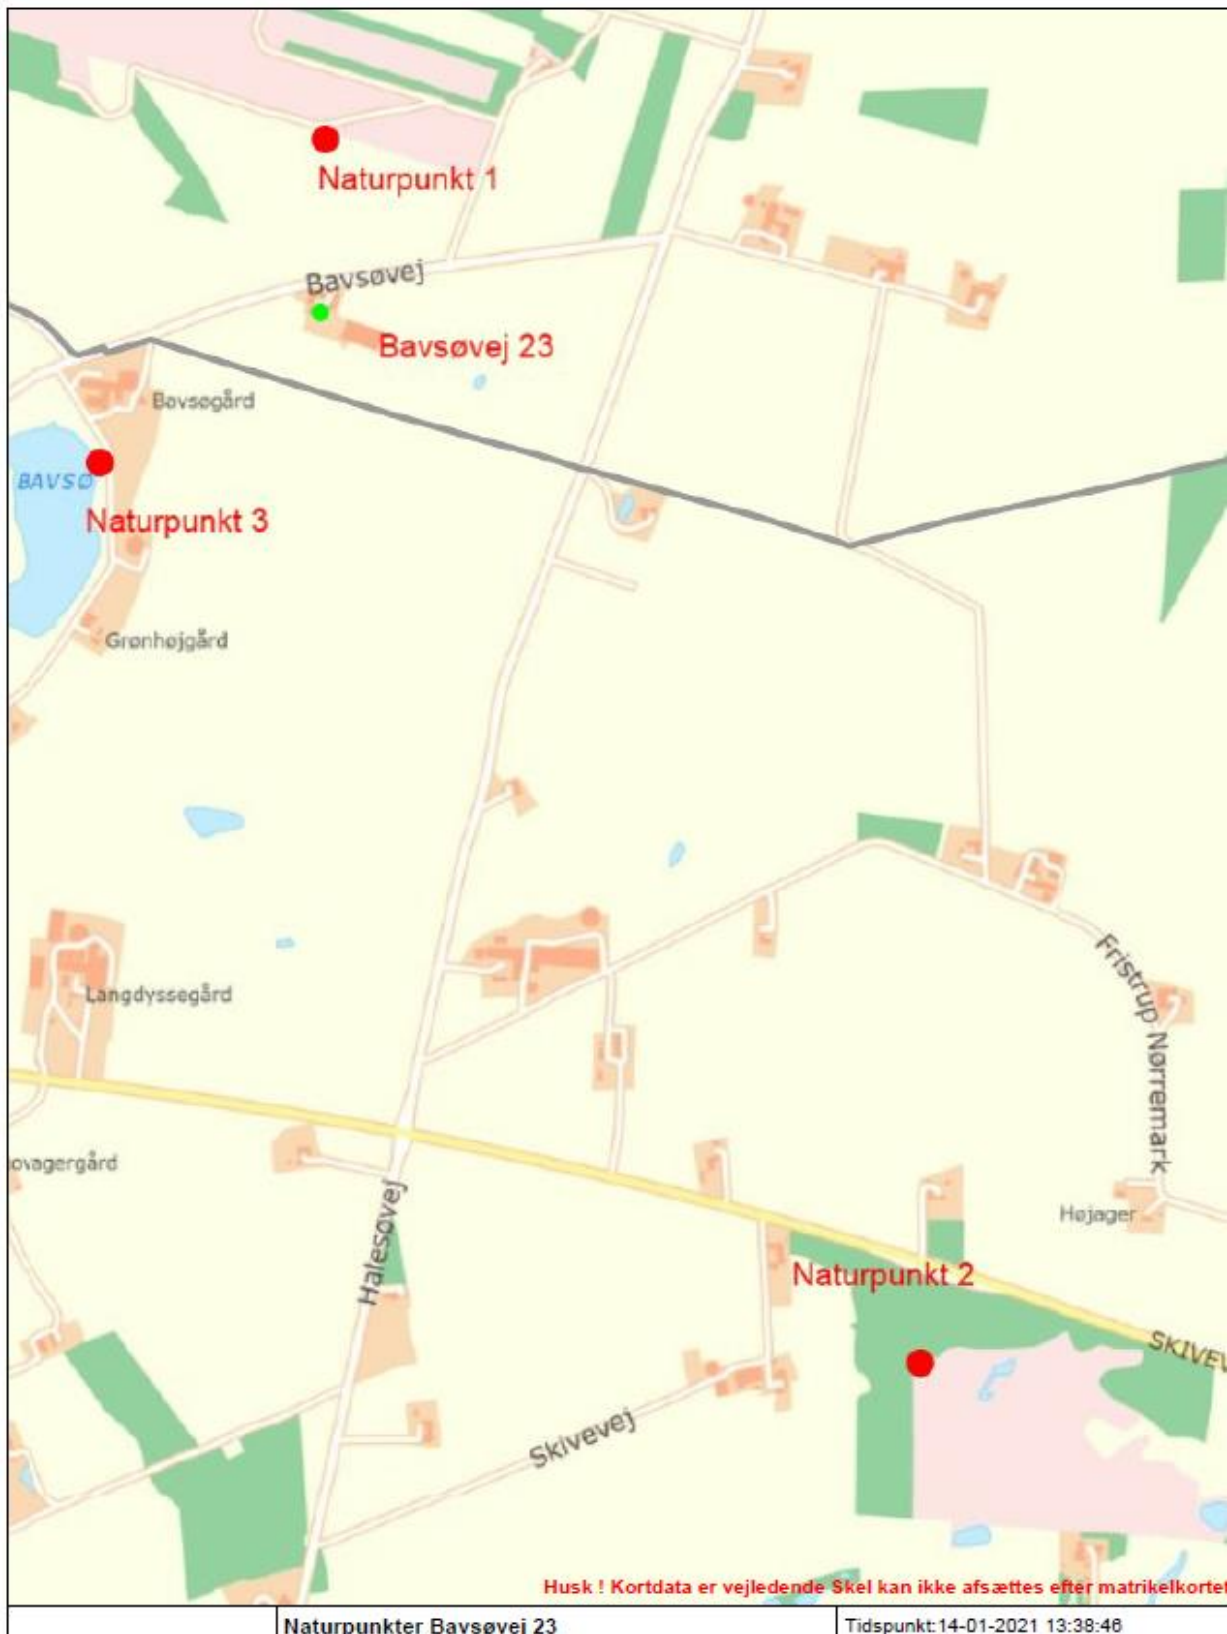 Naturpunkt 1
Bavsøvej
Bavsøvej 23
Bavsøgård
BAVSØ
Naturpunkt 3
Grønhøjgård
Fristrup Nørremark
Langdyssegård
ovagergård
Højager
Halesøvej
Naturpunkt 2
SKIVEV
Skivevej
Husk ! Kortdata er vejledende Skel kan ikke afsættes efter matrikelkortet
Naturpunkter Bavsøvej 23
Tidspunkt:14-01-2021 13:38:46